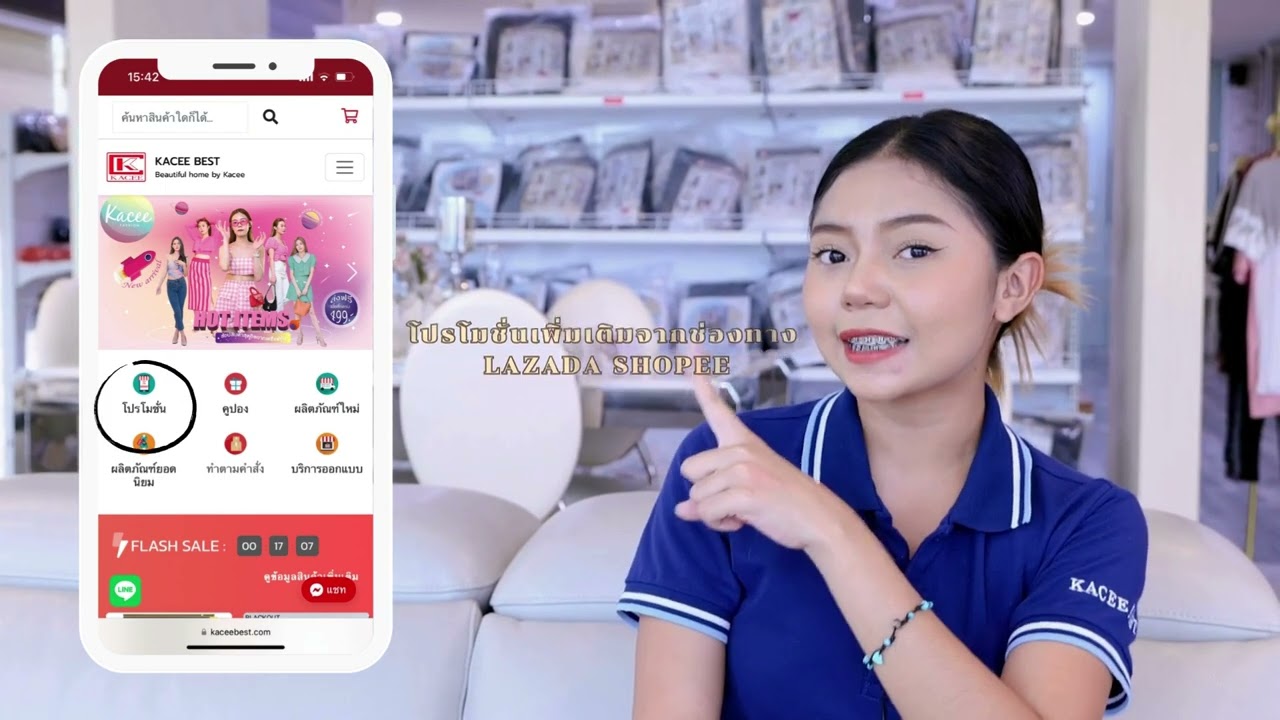 15:42
ค้นหาสินค้าใดก็ได้...
KACEE
KACEE BEST
Beautiful home by Kacee
Kacee
New arrival
HOT ITEMS
199.-
โปรโมชั่น
คูปอง
ผลิตภัณฑ์ใหม่
ผลิตภัณฑ์ยอด
นิยม
ทำตามคำสั่ง
บริการออกแบบ
FLASH SALE : 00 17 07
ดูข้อมูลสินค้าเพิ่มเติม
LINE
แชท
BLACKOUT
kaceebest.com
โปรโมชั่นเพิ่มเติมจากช่องทาง
LAZADA SHOPEE
KACEE